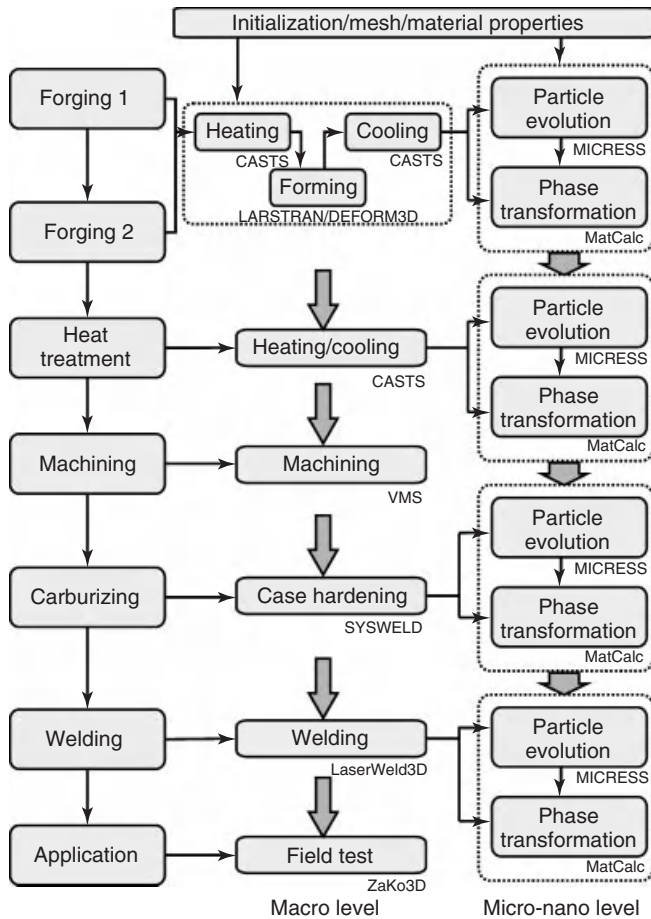 Initialization/mesh/material properties
Forging 1
Heating
CASTS
Cooling
CASTS
Forming
LARSTRAN/DEFORM3D
Particle
evolution
MICRESS
Phase
transformation
MatCalc
Forging 2
Heat
treatment
Heating/cooling
CASTS
Particle
evolution
MICRESS
Phase
transformation
MatCalc
Machining
Machining
VMS
Carburizing
Case hardening
SYSWELD
Particle
evolution
MICRESS
Phase
transformation
MatCalc
Welding
Welding
LaserWeld3D
Particle
evolution
MICRESS
Phase
transformation
MatCalc
Application
Field test
ZaKo3D
Macro level
Micro-nano level